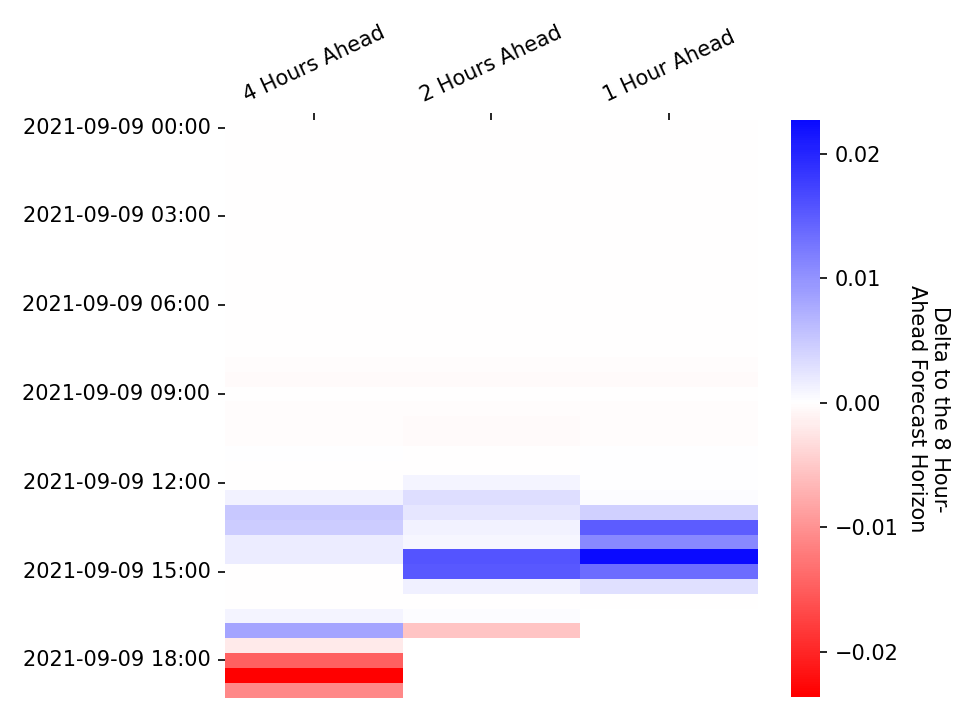 4 Hours Ahead
2 Hours Ahead
1 Hour Ahead
2021-09-09 00:00
2021-09-09 03:00
2021-09-09 06:00
2021-09-09 09:00
2021-09-09 12:00
2021-09-09 15:00
2021-09-09 18:00
0.02
0.01
0.00
−0.01
−0.02
Delta to the 8 Hour-
Ahead Forecast Horizon